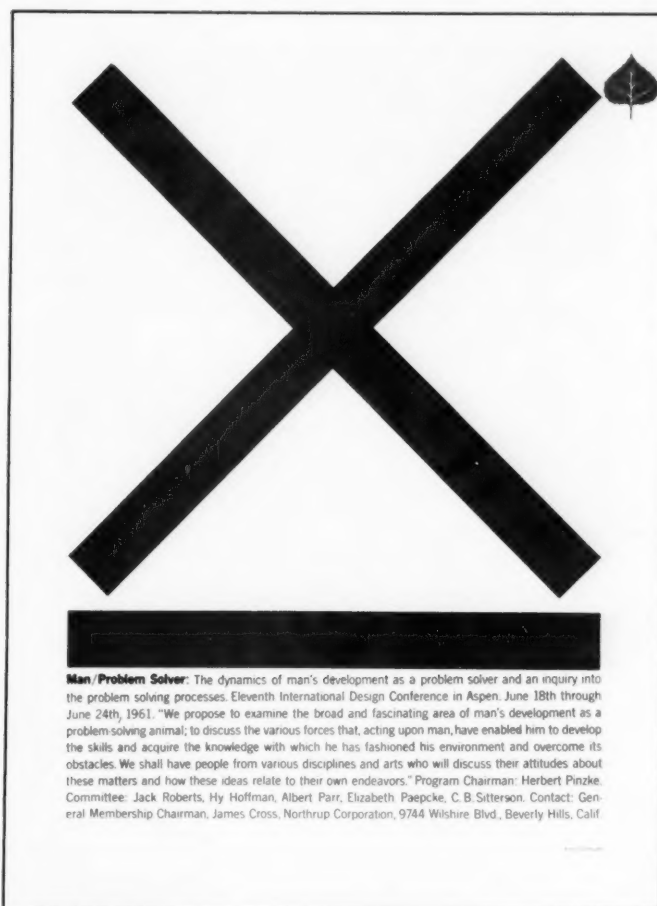 Man/Problem Solver: The dynamics of man's development as a problem solver and an inquiry into
the problem solving processes. Eleventh International Design Conference in Aspen. June 18th through
June 24th, 1961. "We propose to examine the broad and fascinating area of man's development as a
problem-solving animal; to discuss the various forces that, acting upon man, have enabled him to develop
the skills and acquire the knowledge with which he has fashioned his environment and overcome its
obstacles. We shall have people from various disciplines and arts who will discuss their attitudes about
these matters and how these ideas relate to their own endeavors." Program Chairman: Herbert Pinzke.
Committee: Jack Roberts, Hy Hoffman, Albert Parr, Elizabeth Paepcke, C. B. Sitterson. Contact: Gen-
eral Membership Chairman, James Cross, Northrup Corporation, 9744 Wilshire Blvd., Beverly Hills, Calif